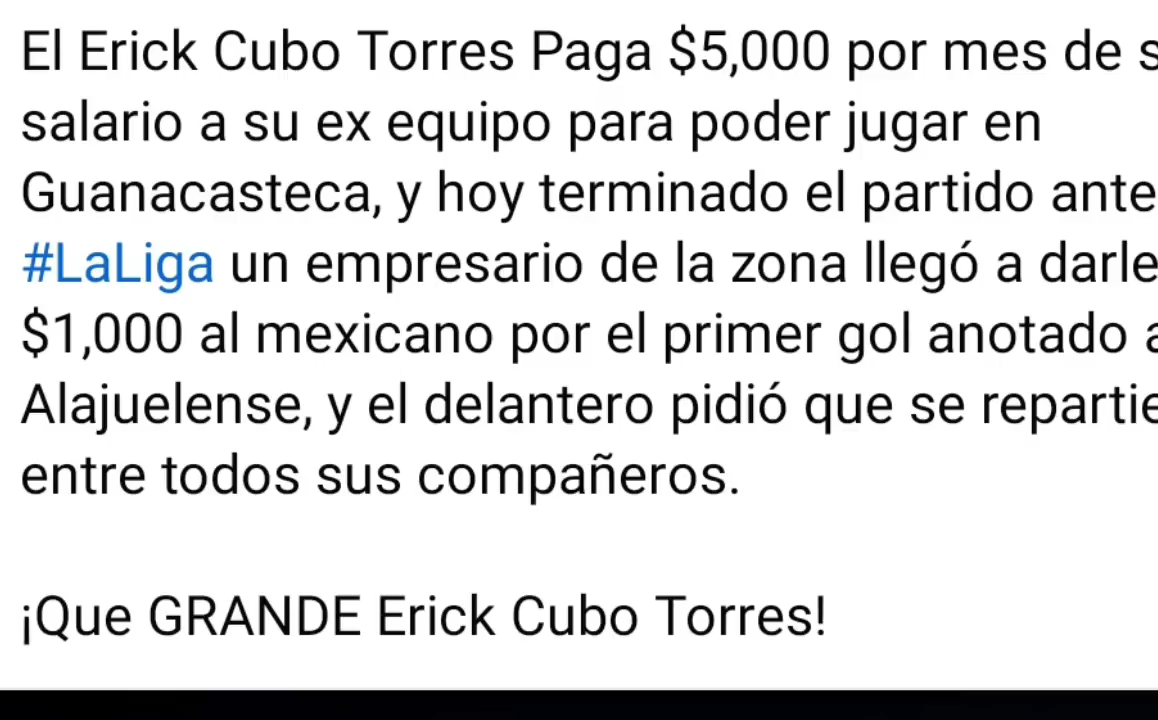 El Erick Cubo Torres Paga $5,000 por mes de
salario a su ex equipo para poder jugar en
Guanacasteca, y hoy terminado el partido ante
#LaLiga un empresario de la zona llegó a darle
$1,000 al mexicano por el primer gol anotado
Alajuelense, y el delantero pidió que se repartie
entre todos sus compañeros.
¡Que GRANDE Erick Cubo Torres!